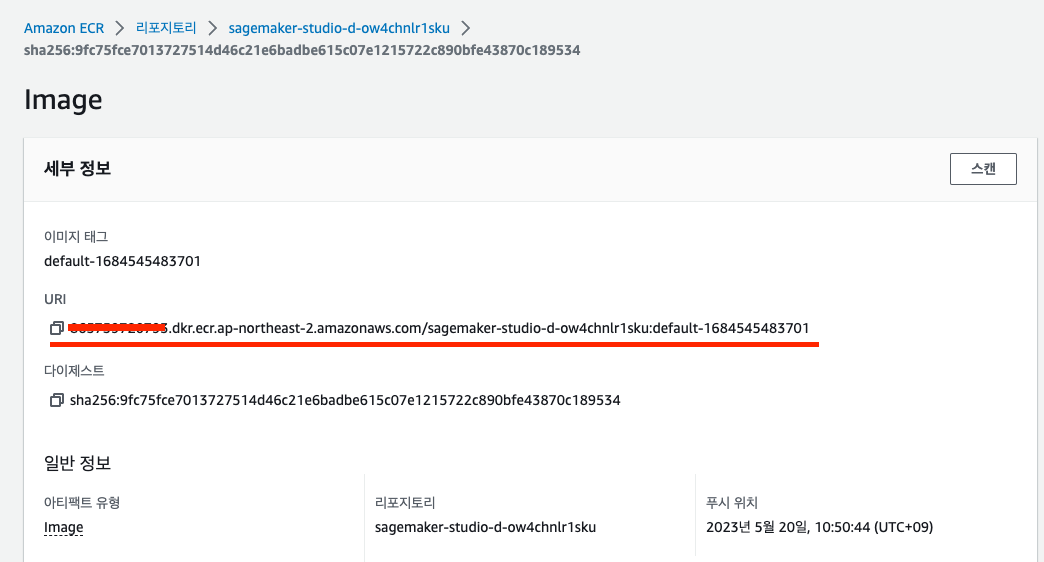 Amazon ECR > 리포지토리 > sagemaker-studio-d-ow4chnlr1sku >
sha256:9fc75fce7013727514d46c21e6badbe615c07e1215722c890bfe43870c189534
Image
세부 정보
스캔
이미지 태그
default-1684545483701
URI
.dkr.ecr.ap-northeast-2.amazonaws.com/sagemaker-studio-d-ow4chnlr1sku:default-1684545483701
다이제스트
sha256:9fc75fce7013727514d46c21e6badbe615c07e1215722c890bfe43870c189534
일반 정보
아티팩트 유형
Image
리포지토리
sagemaker-studio-d-ow4chnlr1sku
푸시 위치
2023년 5월 20일, 10:50:44 (UTC+09)